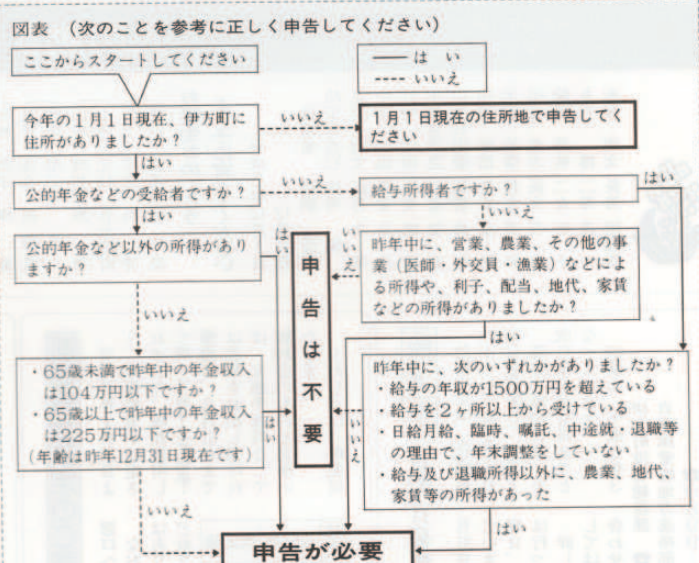 図表 (次のことを参考に正しく申告してください)
ここからスタートしてください
はい
いいえ
今年の1月1日現在、伊方町に
住所がありましたか?
いいえ
1月1日現在の住所地で申告してく
ださい
はい
公的年金などの受給者ですか?
いいえ
給与所得者ですか?
はい
はい
いいえ
公的年金など以外の所得があり
ますか?
はい
申告は不要
いいえ
昨年中に、営業、農業、その他の事
業(医師・外交員・漁業)などによ
る所得や、利子、配当、地代、家賃
などの所得がありましたか?
いいえ
はい
・65歳未満で昨年中の年金収入
は104万円以下ですか?
・65歳以上で昨年中の年金収入
は225万円以下ですか?
(年齢は昨年12月31日現在です)
はい
いいえ
昨年中に、次のいずれかがありましたか?
・給与の年収が1500万円を超えている
・給与を2ヶ所以上から受けている
・日給月給、臨時、嘱託、中途就・退職等
の理由で、年末調整をしていない
・給与及び退職所得以外に、農業、地代、
家賃等の所得があった
いいえ
はい
申告が必要